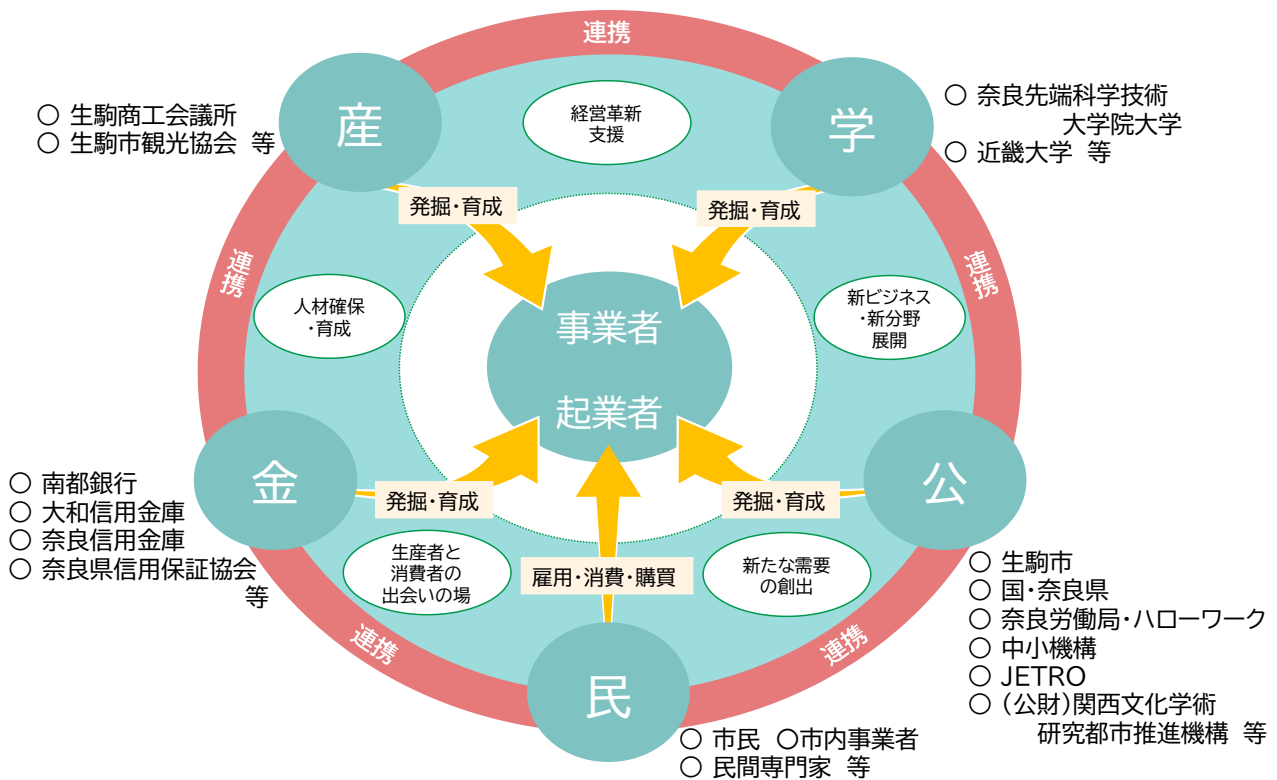 連携
産
学
○ 生駒商工会議所
○ 生駒市観光協会 等
経営革新
支援
○ 奈良先端科学技術
大学院大学
○ 近畿大学 等
発掘・育成
発掘・育成
連携
連携
人材確保
・育成
新ビジネス
・新分野
展開
事業者
起業者
金
公
○ 南都銀行
○ 大和信用金庫
○ 奈良信用金庫
○ 奈良県信用保証協会
等
発掘・育成
発掘・育成
生産者と
消費者の
出会いの場
雇用・消費・購買
新たな需要
の創出
○ 生駒市
○ 国・奈良県
○ 奈良労働局・ハローワーク
○ 中小機構
○ JETRO
○ (公財)関西文化学術
研究都市推進機構 等
連携
連携
民
○ 市民 ○市内事業者
○ 民間専門家 等